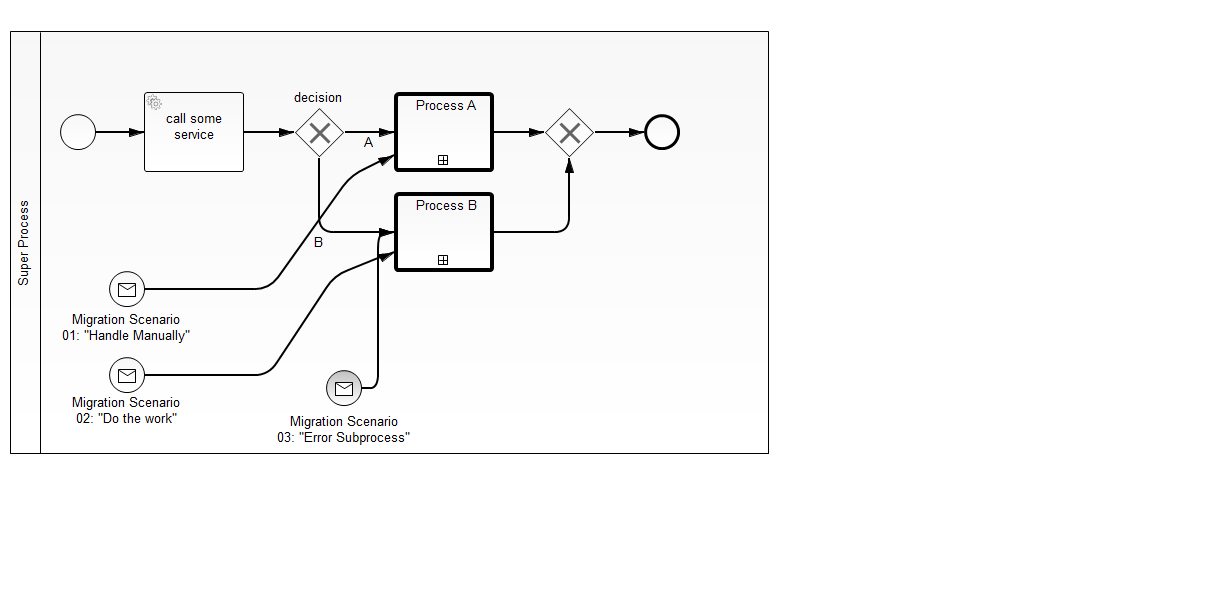 Super Process
decision
call some
service
Process A
A
Process B
B
Migration Scenario
01: "Handle Manually"
Migration Scenario
02: "Do the work"
Migration Scenario
03: "Error Subprocess"